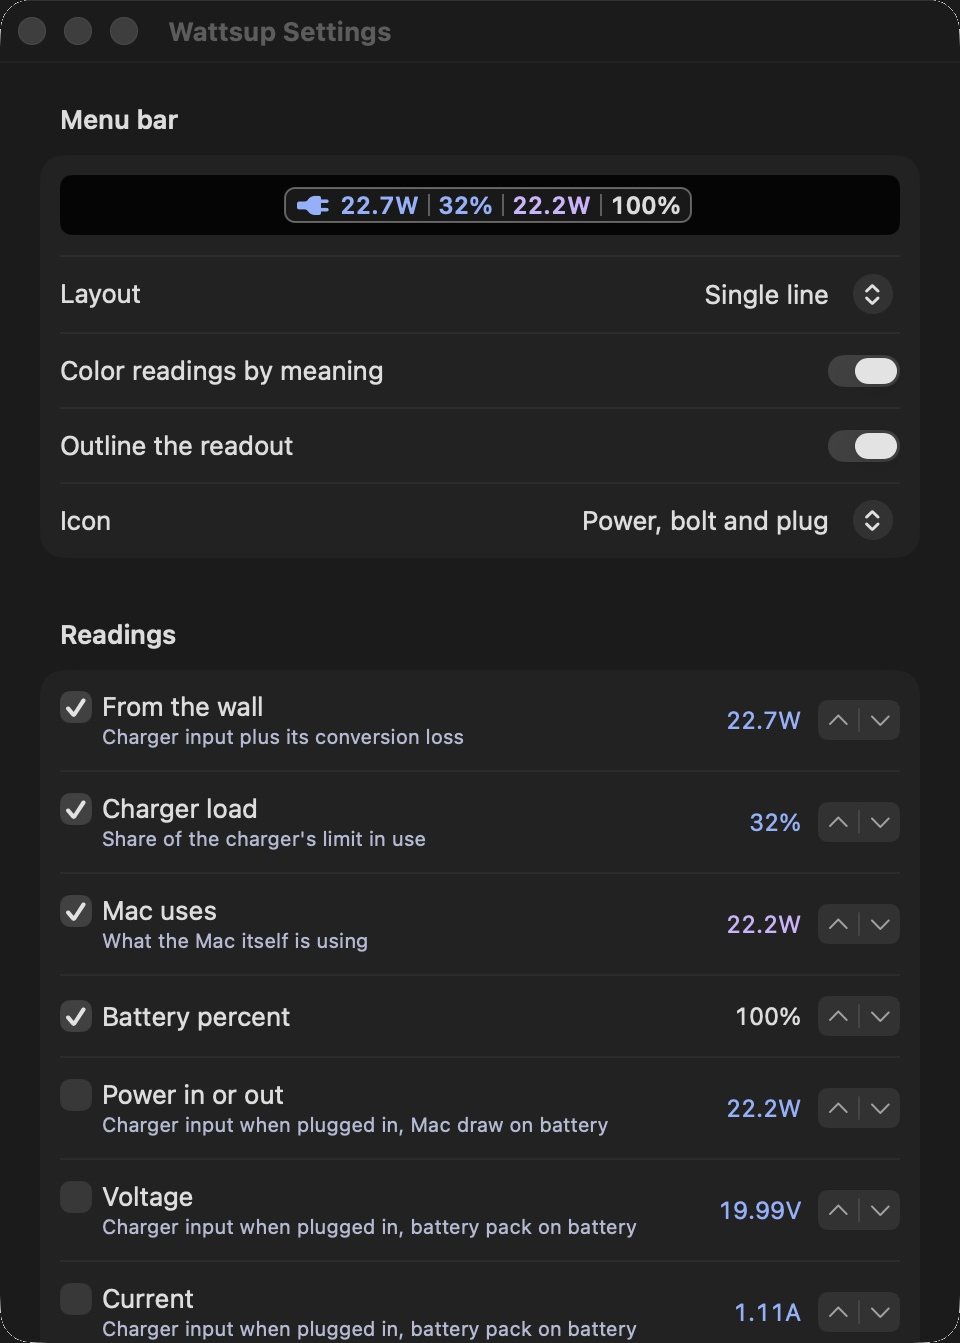 Wattsup Settings
Menu bar
22.7W | 32% | 22.2W | 100%
Layout
Single line
Color readings by meaning
Outline the readout
Icon
Power, bolt and plug
Readings
From the wall
Charger input plus its conversion loss
22.7W
Charger load
Share of the charger's limit in use
32%
Mac uses
What the Mac itself is using
22.2W
Battery percent
100%
Power in or out
Charger input when plugged in, Mac draw on battery
22.2W
Voltage
Charger input when plugged in, battery pack on battery
19.99V
Current
Charger input when plugged in, battery pack on battery
1.11A